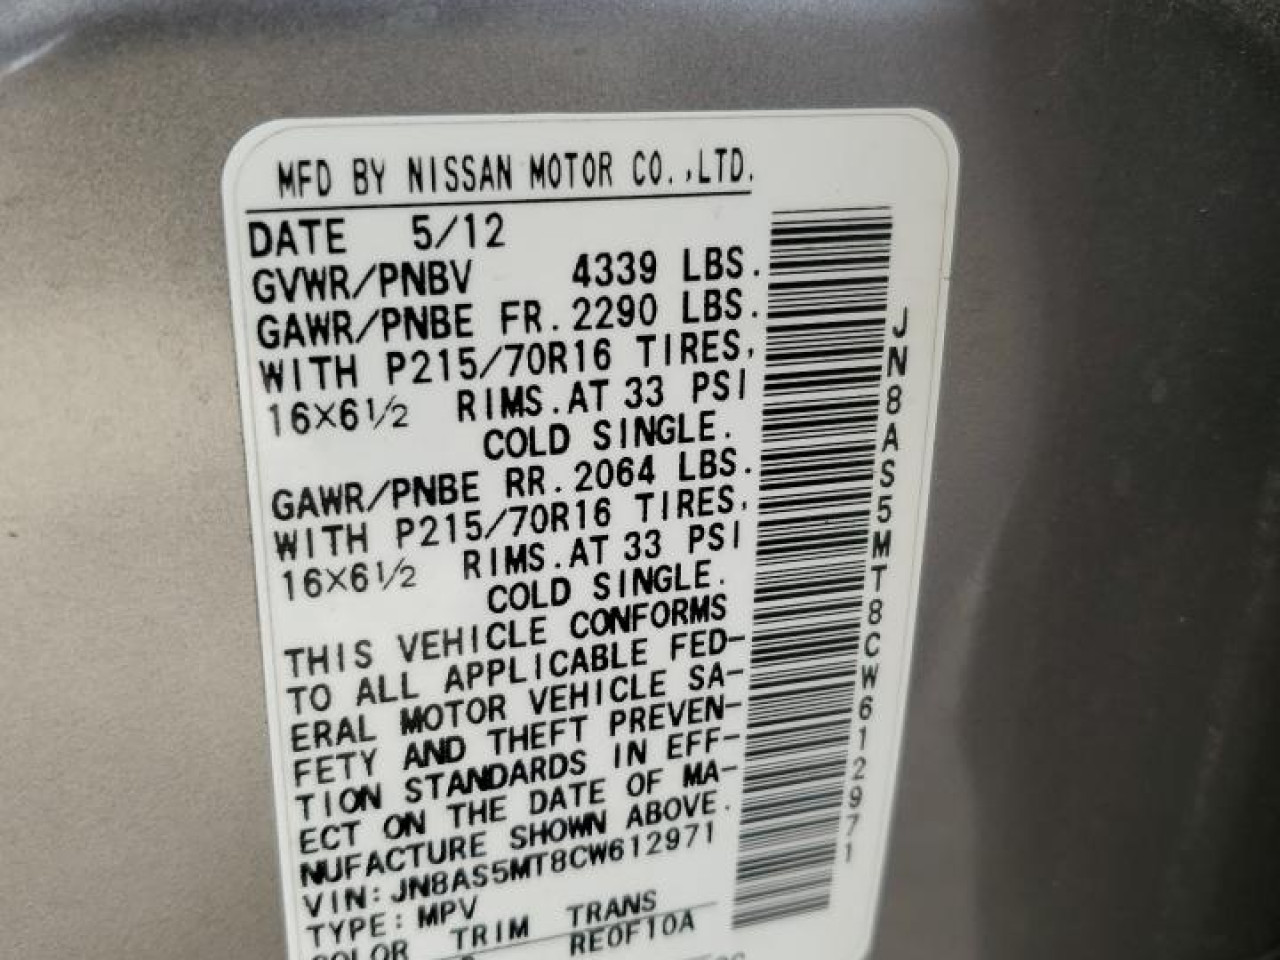 MFD BY NISSAN MOTOR CO.,LTD.
DATE 5/12
GVWR/PNBV 4339 LBS.
GAWR/PNBE FR. 2290 LBS.
WITH P215/70R16 TIRES,
16×6½ RIMS.AT 33 PSI
COLD SINGLE.
GAWR/PNBE RR. 2064 LBS.
WITH P215/70R16 TIRES,
16×6½ RIMS.AT 33 PSI
COLD SINGLE.
THIS VEHICLE CONFORMS
TO ALL APPLICABLE FED-
ERAL MOTOR VEHICLE SA-
FETY AND THEFT PREVEN-
TION STANDARDS IN EFF-
ECT ON THE DATE OF MA-
NUFACTURE SHOWN ABOVE.
VIN: JN8AS5MT8CW612971
TYPE: MPV
COLOR TRIM TRANS
RE0F10A
JN8AS5MT8CW612971